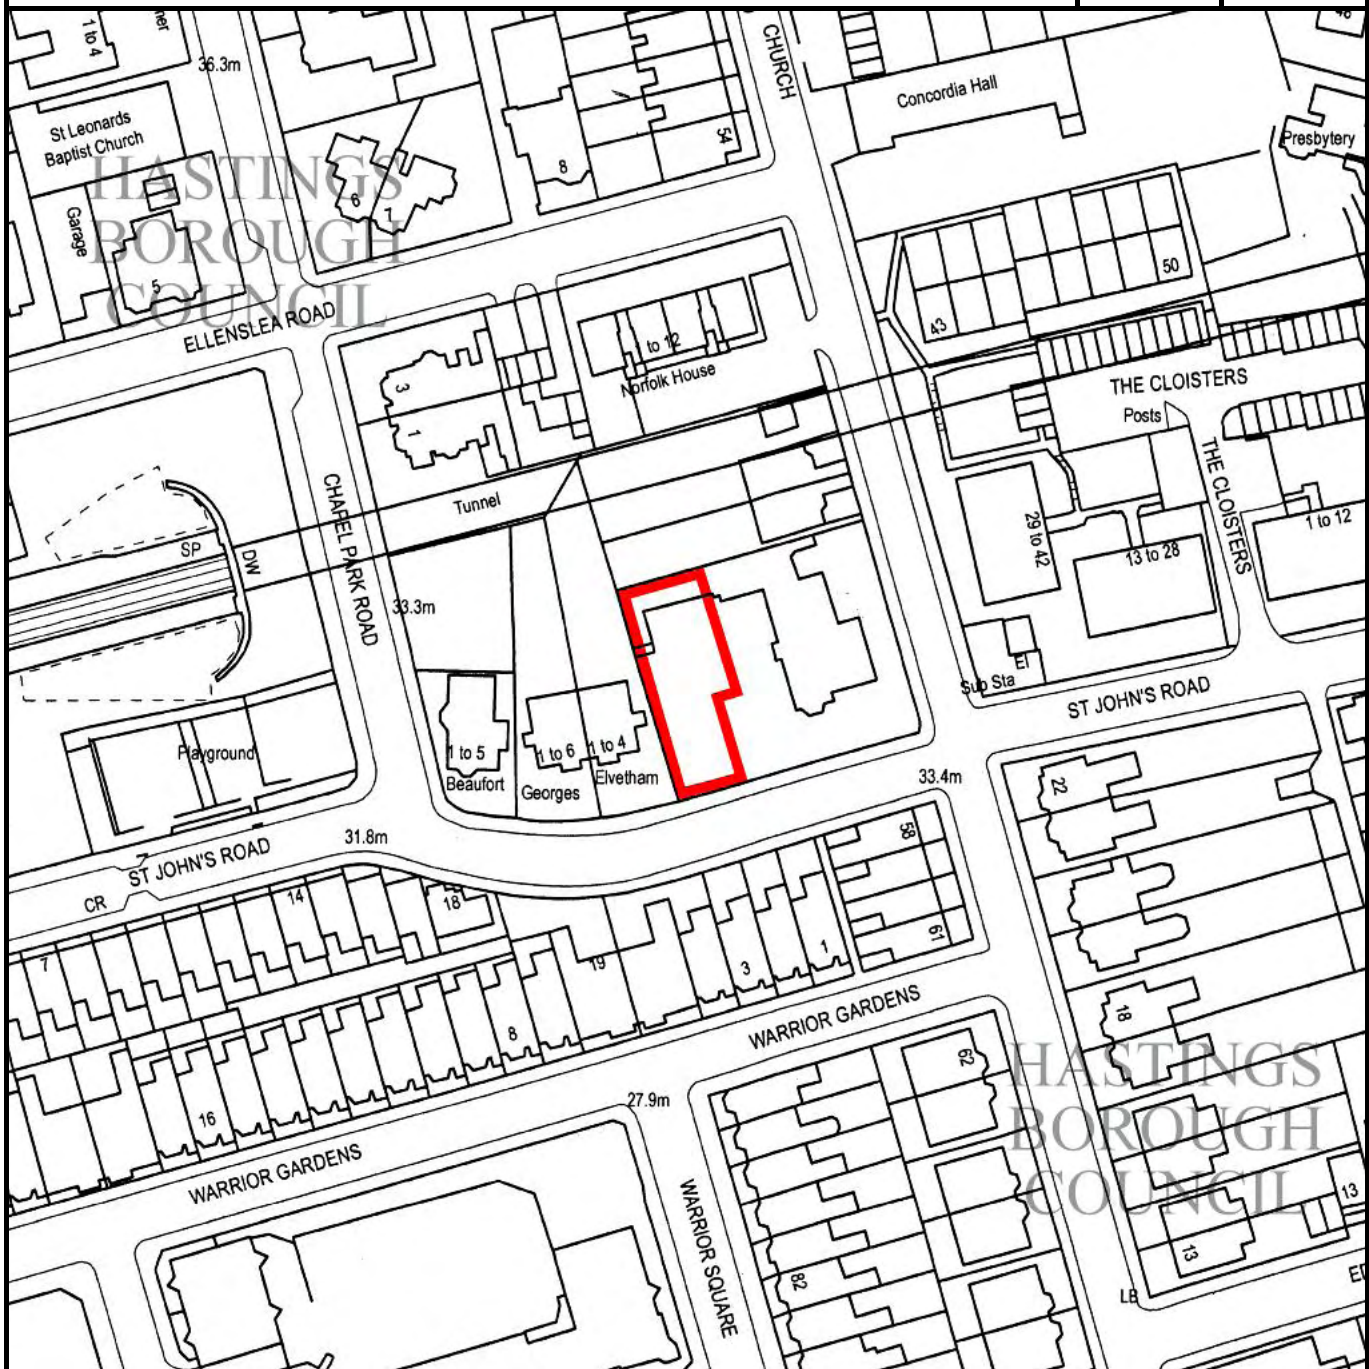 1 to 4
36.3m
St Leonards
Baptist Church
Garage
5
6
7
8
54
CHURCH
Concordia Hall
Presbytery
HASTINGS
BOROUGH
COUNCIL
ELLENSLEA ROAD
50
43
1 to 12
Norfolk House
3
1
THE CLOISTERS
Posts
THE CLOISTERS
Tunnel
CHAPEL PARK ROAD
SP
DW
33.3m
29 to 42
13 to 28
1 to 12
El
Sub Sta
ST JOHN'S ROAD
Playground
1 to 5
Beaufort
1 to 6
Georges
1 to 4
Elvetham
33.4m
31.8m
ST JOHN'S ROAD
CR
22
58
61
14
18
7
19
8
3
1
16
WARRIOR GARDENS
18
62
27.9m
HASTINGS
BOROUGH
COUNCIL
WARRIOR GARDENS
WARRIOR SQUARE
82
13
13
LB